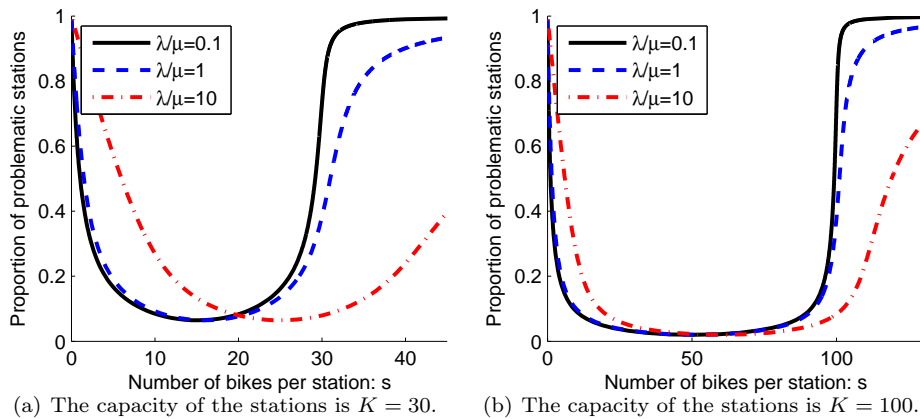 Proportion of problematic stations
1
0.8
0.6
0.4
0.2
0
λ/μ=0.1
λ/μ=1
λ/μ=10
0 10 20 30 40
Number of bikes per station: s
(a) The capacity of the stations is K = 30.
Proportion of problematic stations
1
0.8
0.6
0.4
0.2
0
λ/μ=0.1
λ/μ=1
λ/μ=10
0 50 100
Number of bikes per station: s
(b) The capacity of the stations is K = 100.